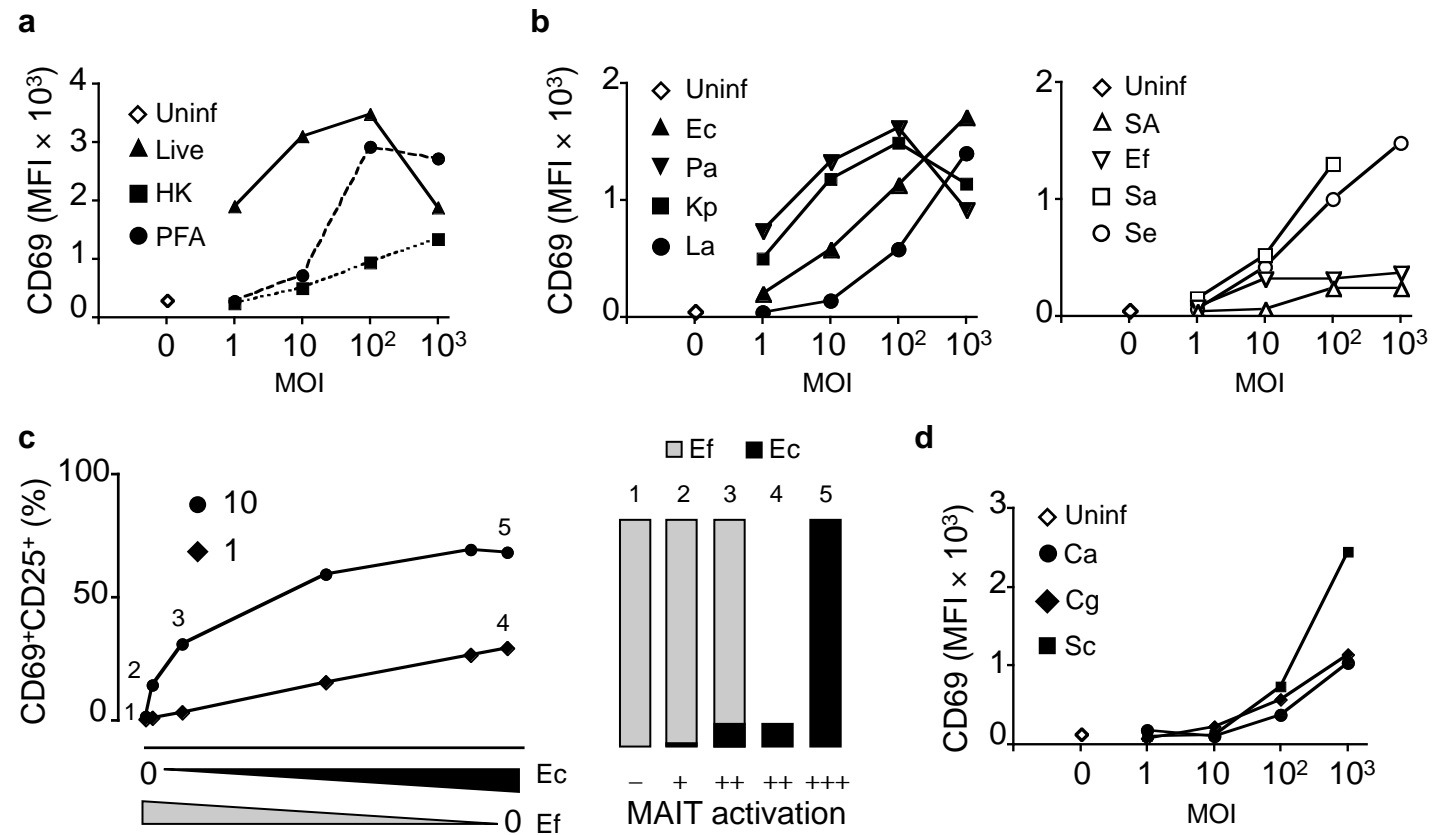 a
CD69 (MFI × 10³)
4
3
2
1
0
Uninf
Live
HK
PFA
0 1 10 10² 10³
MOI
b
CD69 (MFI × 10³)
2
1
0
Uninf
Ec
Pa
Kp
La
0 1 10 10² 10³
MOI
2
1
0
Uninf
SA
Ef
Sa
Se
0 1 10 10² 10³
MOI
c
CD69⁺CD25⁺ (%)
100
50
0
10
1
1
2
3
4
5
0 Ec
0 Ef
Ef Ec
1 2 3 4 5
− + ++ ++ +++
MAIT activation
d
CD69 (MFI × 10³)
3
2
1
0
Uninf
Ca
Cg
Sc
0 1 10 10² 10³
MOI